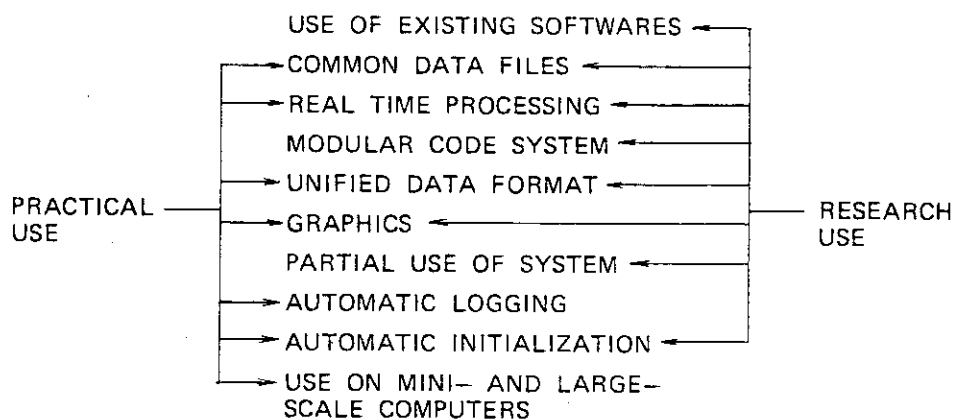 USE OF EXISTING SOFTWARES
COMMON DATA FILES
REAL TIME PROCESSING
MODULAR CODE SYSTEM
UNIFIED DATA FORMAT
PRACTICAL
USE
GRAPHICS
RESEARCH
USE
PARTIAL USE OF SYSTEM
AUTOMATIC LOGGING
AUTOMATIC INITIALIZATION
USE ON MINI- AND LARGE-
SCALE COMPUTERS